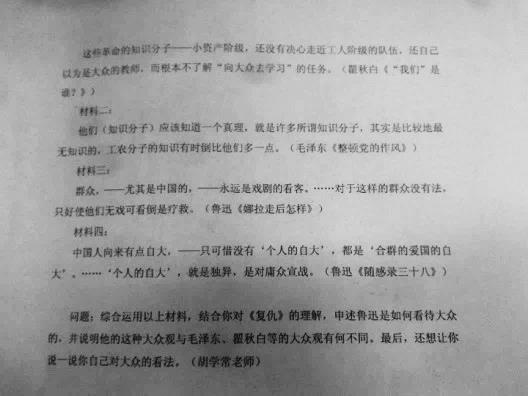 这些革命的知识分子——小资产阶级，还没有决心走近工人阶级的队伍，还自己
以为是大众的教师，而根本不了解“向大众去学习”的任务。（瞿秋白《“我们”是
谁？》）
材料二：
他们（知识分子）应该知道一个真理，就是许多所谓知识分子，其实是比较地最
无知识的，工农分子的知识有时倒比他们多一点。（毛泽东《整顿党的作风》）
材料三：
群众，——尤其是中国的，——永远是戏剧的看客。……对于这样的群众没有法，
只好使他们无戏可看倒是疗救。（鲁迅《娜拉走后怎样》）
材料四：
中国人向来有点自大，——只可惜没有‘个人的自大’，都是‘合群的爱国的自
大’。……‘个人的自大’，就是独异，是对庸众宣战。（鲁迅《随感录三十八》）
问题：综合运用以上材料，结合你对《复仇》的理解，申述鲁迅是如何看待大众
的，并说明他的这种大众观与毛泽东、瞿秋白等的大众观有何不同。最后，还想让你
说一说你自己对大众的看法。（胡学常老师）